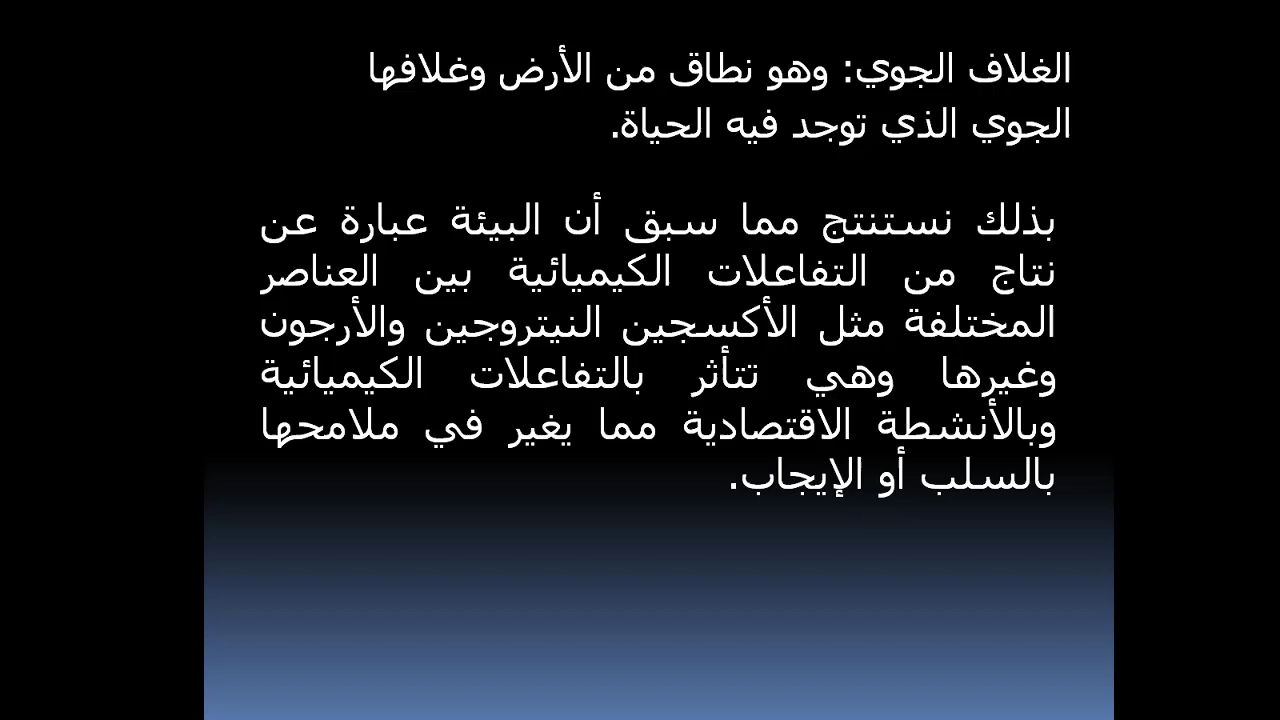 الغلاف الجوي: وهو نطاق من الأرض وغلافها
الجوي الذي توجد فيه الحياة.
بذلك نستنتج مما سبق أن البيئة عبارة عن
نتاج من التفاعلات الكيميائية بين العناصر
المختلفة مثل الأكسجين النيتروجين والأرجون
وغيرها وهي تتأثر بالتفاعلات الكيميائية
وبالأنشطة الاقتصادية مما يغير في ملامحها
بالسلب أو الإيجاب.